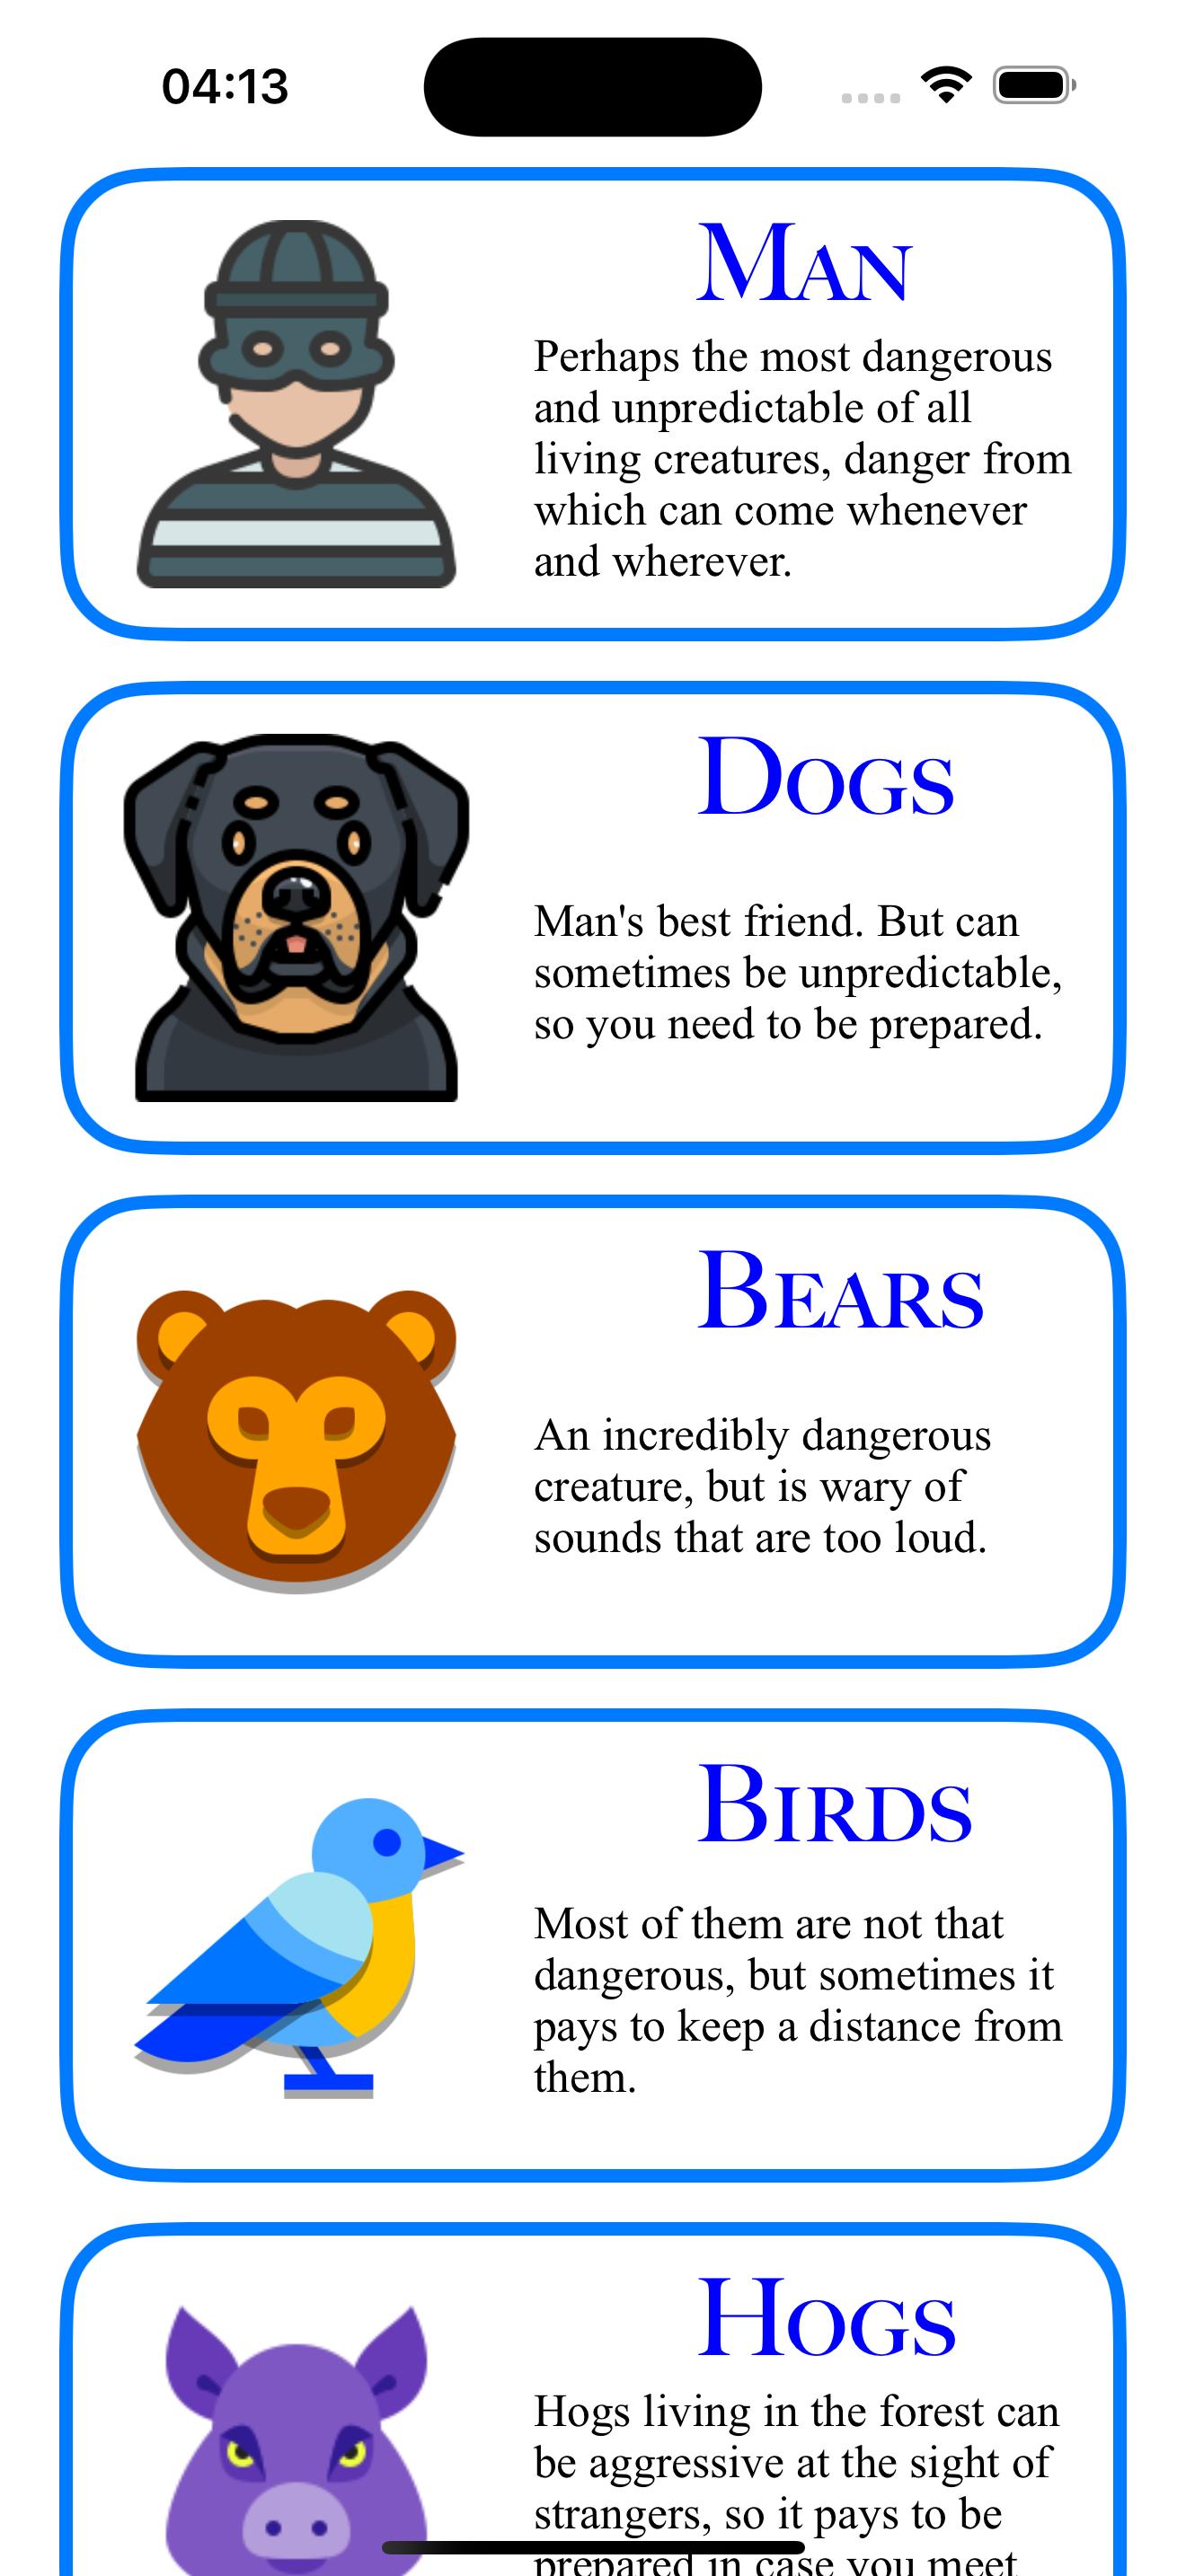 04:13
Man
Perhaps the most dangerous
and unpredictable of all
living creatures, danger from
which can come whenever
and wherever.
Dogs
Man's best friend. But can
sometimes be unpredictable,
so you need to be prepared.
Bears
An incredibly dangerous
creature, but is wary of
sounds that are too loud.
Birds
Most of them are not that
dangerous, but sometimes it
pays to keep a distance from
them.
Hogs
Hogs living in the forest can
be aggressive at the sight of
strangers, so it pays to be
prepared in case you meet